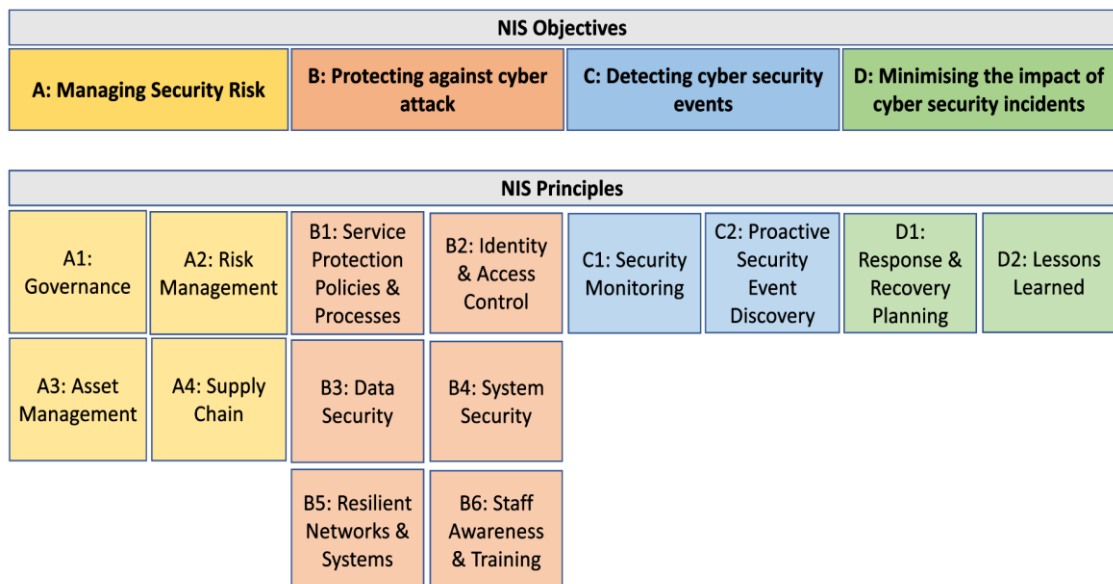 NIS Objectives
A: Managing Security Risk
B: Protecting against cyber
attack
C: Detecting cyber security
events
D: Minimising the impact of
cyber security incidents
NIS Principles
A1:
Governance
A2: Risk
Management
B1: Service
Protection
Policies &
Processes
B2: Identity
& Access
Control
C1: Security
Monitoring
C2: Proactive
Security
Event
Discovery
D1:
Response &
Recovery
Planning
D2: Lessons
Learned
A3: Asset
Management
A4: Supply
Chain
B3: Data
Security
B4: System
Security
B5: Resilient
Networks &
Systems
B6: Staff
Awareness
& Training